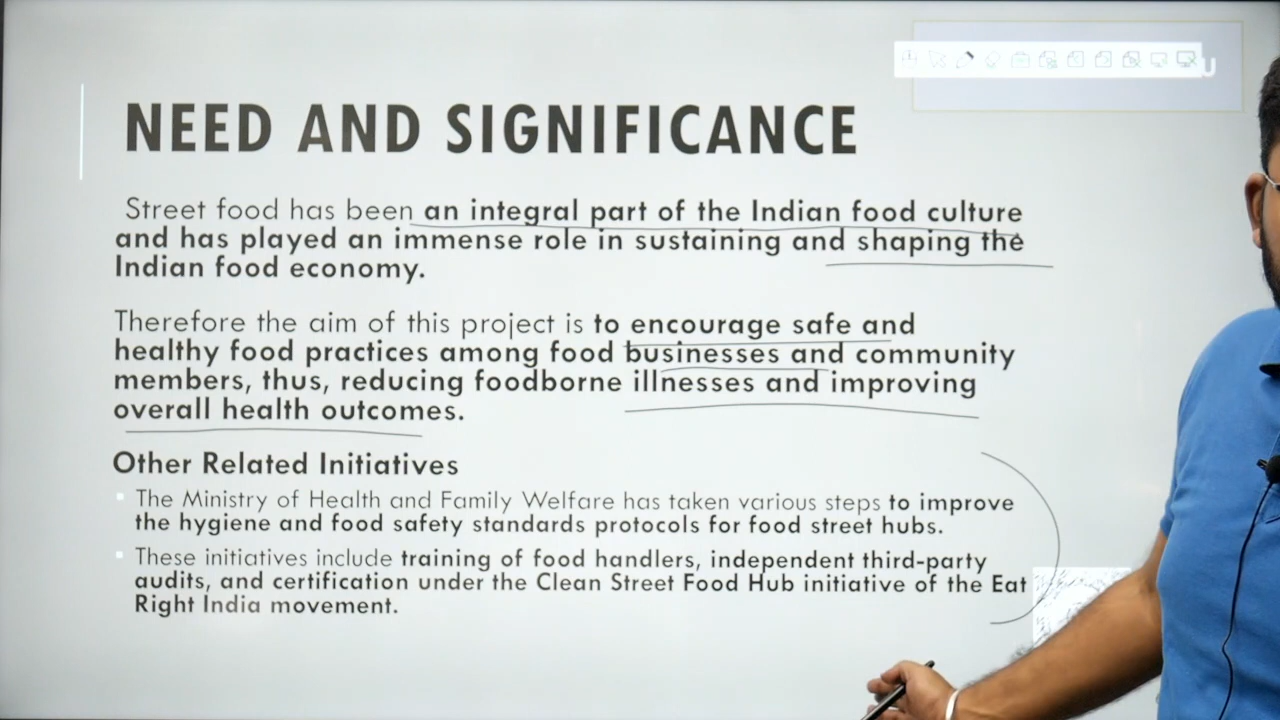 NEED AND SIGNIFICANCE
Street food has been an integral part of the Indian food culture
and has played an immense role in sustaining and shaping the
Indian food economy.
Therefore the aim of this project is to encourage safe and
healthy food practices among food businesses and community
members, thus, reducing foodborne illnesses and improving
overall health outcomes.
Other Related Initiatives
The Ministry of Health and Family Welfare has taken various steps to improve
the hygiene and food safety standards protocols for food street hubs.
These initiatives include training of food handlers, independent third-party
audits, and certification under the Clean Street Food Hub initiative of the Eat
Right India movement.